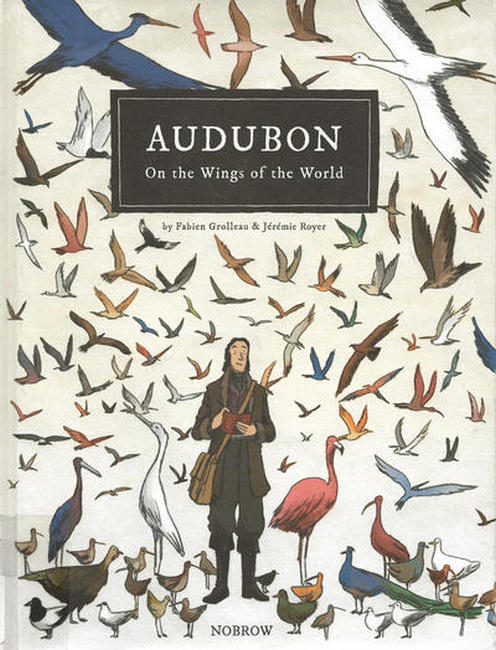 AUDUBON
On the Wings of the World
by Fabien Grolleau & Jérémie Royer
NOBROW